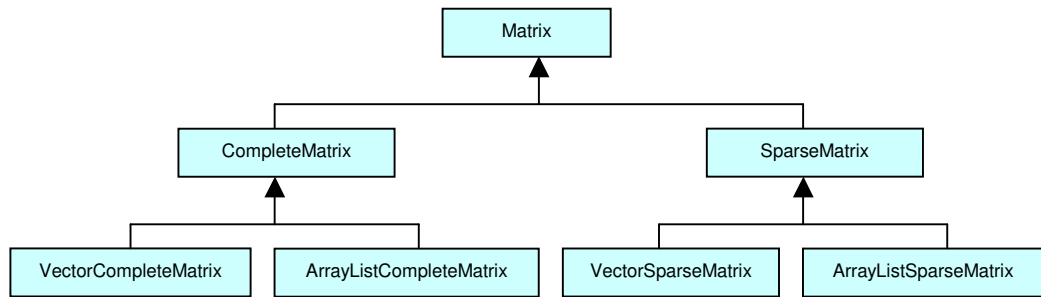 Matrix
CompleteMatrix
SparseMatrix
VectorCompleteMatrix
ArrayListCompleteMatrix
VectorSparseMatrix
ArrayListSparseMatrix